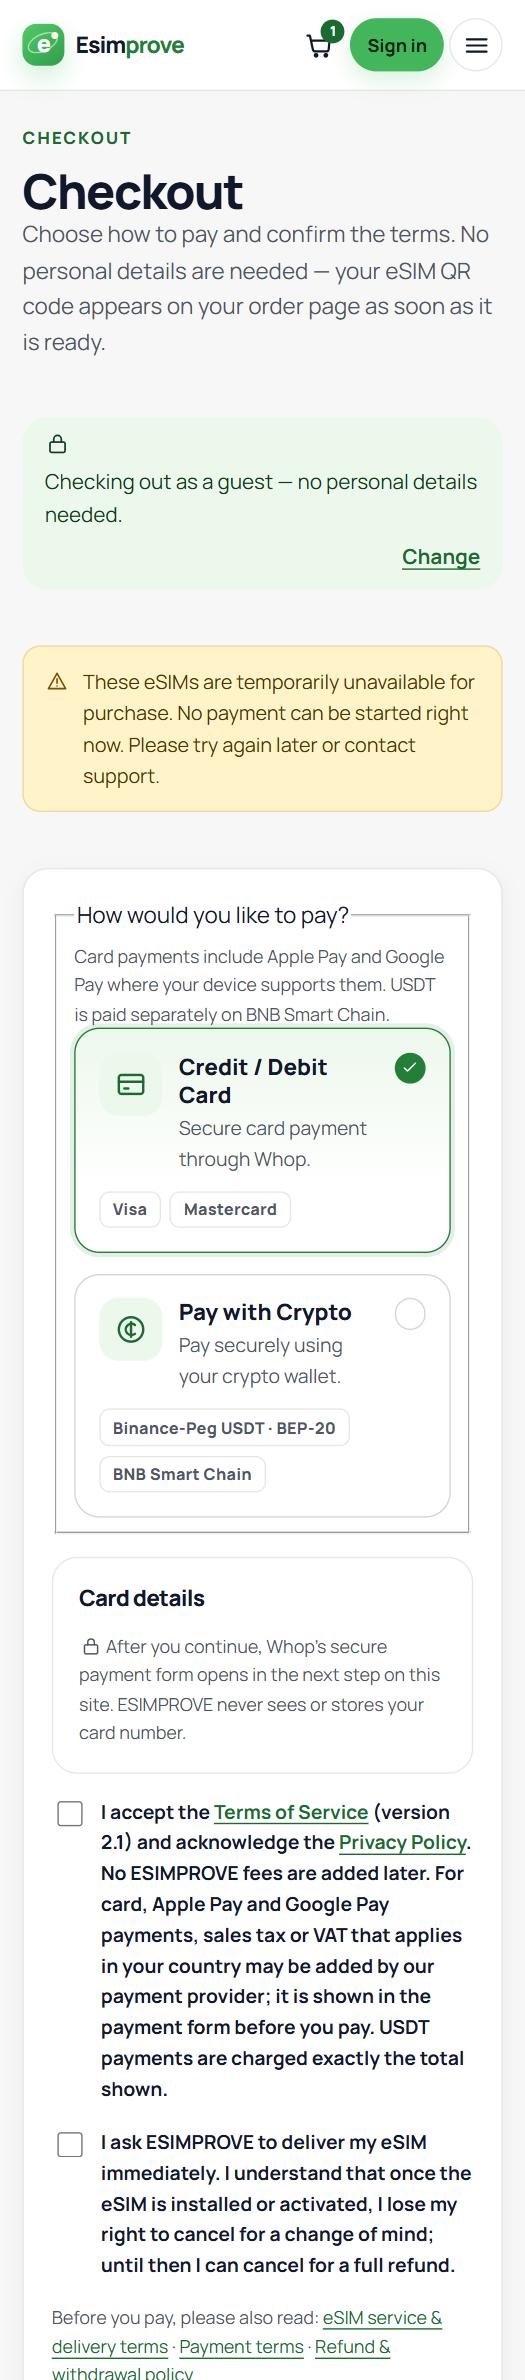 e Esimprove
1
Sign in
CHECKOUT
Checkout
Choose how to pay and confirm the terms. No
personal details are needed — your eSIM QR
code appears on your order page as soon as it
is ready.
Checking out as a guest — no personal details
needed.
Change
These eSIMs are temporarily unavailable for
purchase. No payment can be started right
now. Please try again later or contact
support.
How would you like to pay?
Card payments include Apple Pay and Google
Pay where your device supports them. USDT
is paid separately on BNB Smart Chain.
Credit / Debit
Card
Secure card payment
through Whop.
Visa
Mastercard
Pay with Crypto
Pay securely using
your crypto wallet.
Binance-Peg USDT · BEP-20
BNB Smart Chain
Card details
After you continue, Whop's secure
payment form opens in the next step on this
site. ESIMPROVE never sees or stores your
card number.
I accept the Terms of Service (version
2.1) and acknowledge the Privacy Policy.
No ESIMPROVE fees are added later. For
card, Apple Pay and Google Pay
payments, sales tax or VAT that applies
in your country may be added by our
payment provider; it is shown in the
payment form before you pay. USDT
payments are charged exactly the total
shown.
I ask ESIMPROVE to deliver my eSIM
immediately. I understand that once the
eSIM is installed or activated, I lose my
right to cancel for a change of mind;
until then I can cancel for a full refund.
Before you pay, please also read: eSIM service &
delivery terms · Payment terms · Refund &
withdrawal policy